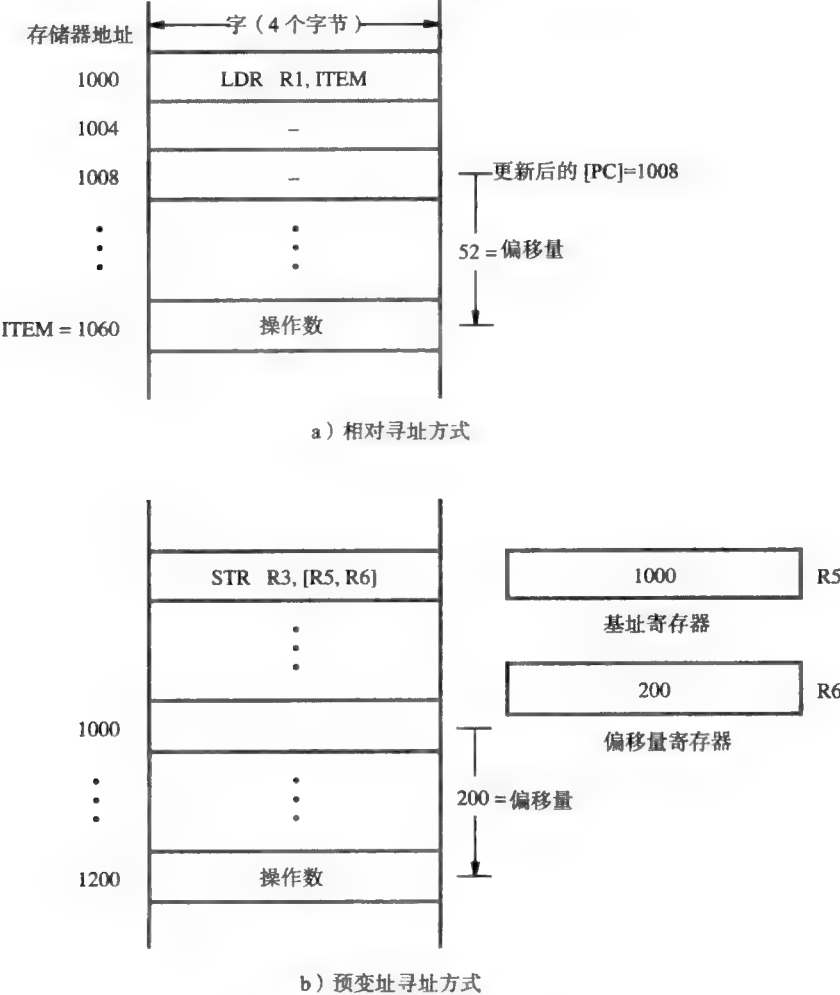 字（4个字节）
存储器地址
1000
LDR R1, ITEM
1004
–
1008
–
更新后的 [PC]=1008
52 = 偏移量
ITEM = 1060
操作数
a）相对寻址方式
STR R3, [R5, R6]
1000
R5
基址寄存器
200
R6
偏移量寄存器
1000
200 = 偏移量
1200
操作数
b）预变址寻址方式